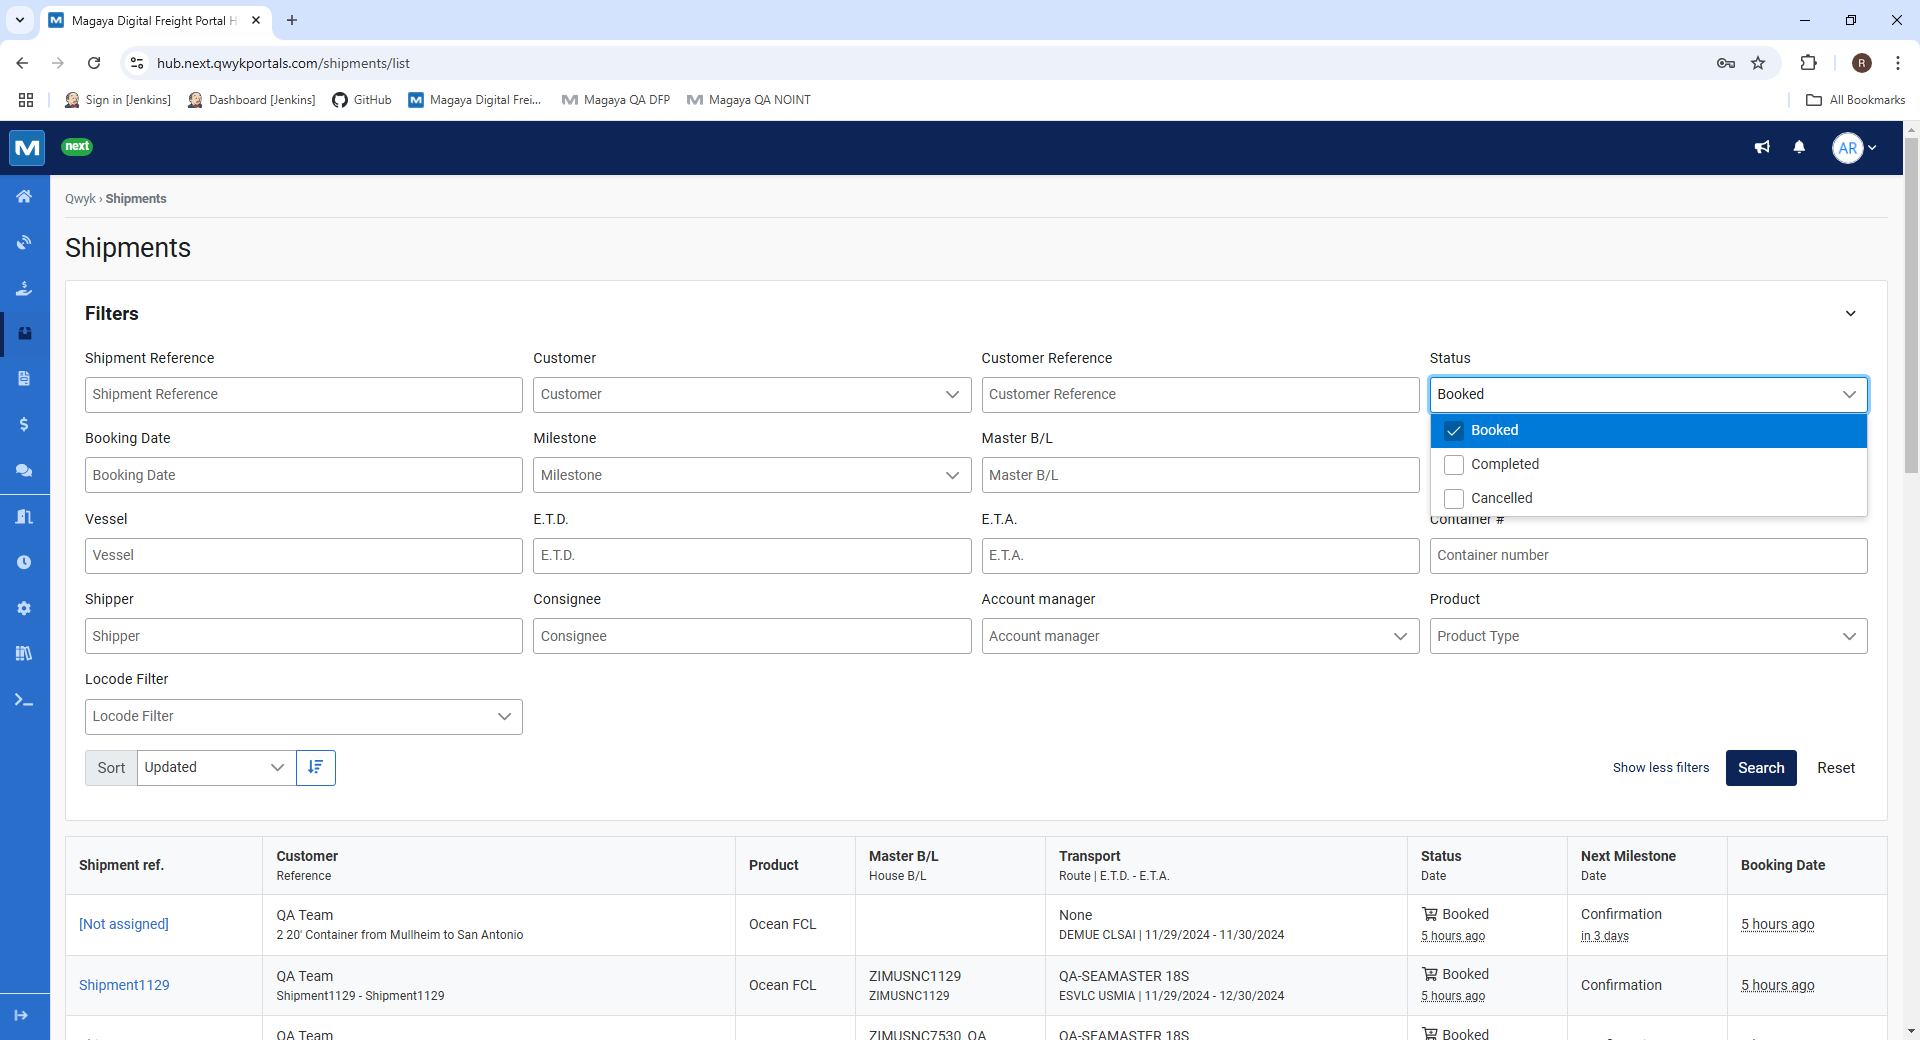 Magaya Digital Freight Portal H
hub.next.qwykportals.com/shipments/list
R
Sign in [Jenkins]
Dashboard [Jenkins]
GitHub
Magaya Digital Frei...
Magaya QA DFP
Magaya QA NOINT
All Bookmarks
next
AR
Qwyk › Shipments
Shipments
Filters
Shipment Reference
Customer
Customer Reference
Status
Shipment Reference
Customer
Customer Reference
Booked
Booked
Completed
Cancelled
Booking Date
Milestone
Master B/L
Booking Date
Milestone
Master B/L
Vessel
E.T.D.
E.T.A.
Container #
Vessel
E.T.D.
E.T.A.
Container number
Shipper
Consignee
Account manager
Product
Shipper
Consignee
Account manager
Product Type
Locode Filter
Locode Filter
Sort
Updated
Show less filters
Search
Reset
Shipment ref.
Customer
Reference
Product
Master B/L
House B/L
Transport
Route | E.T.D. - E.T.A.
Status
Date
Next Milestone
Date
Booking Date
[Not assigned]
QA Team
2 20' Container from Mullheim to San Antonio
Ocean FCL
None
DEMUE CLSAI | 11/29/2024 - 11/30/2024
Booked
5 hours ago
Confirmation
in 3 days
5 hours ago
Shipment1129
QA Team
Shipment1129 - Shipment1129
Ocean FCL
ZIMUSNC1129
ZIMUSNC1129
QA-SEAMASTER 18S
ESVLC USMIA | 11/29/2024 - 12/30/2024
Booked
5 hours ago
Confirmation
5 hours ago
QA Team
ZIMUSNC7530_QA
QA-SEAMASTER 18S
Booked